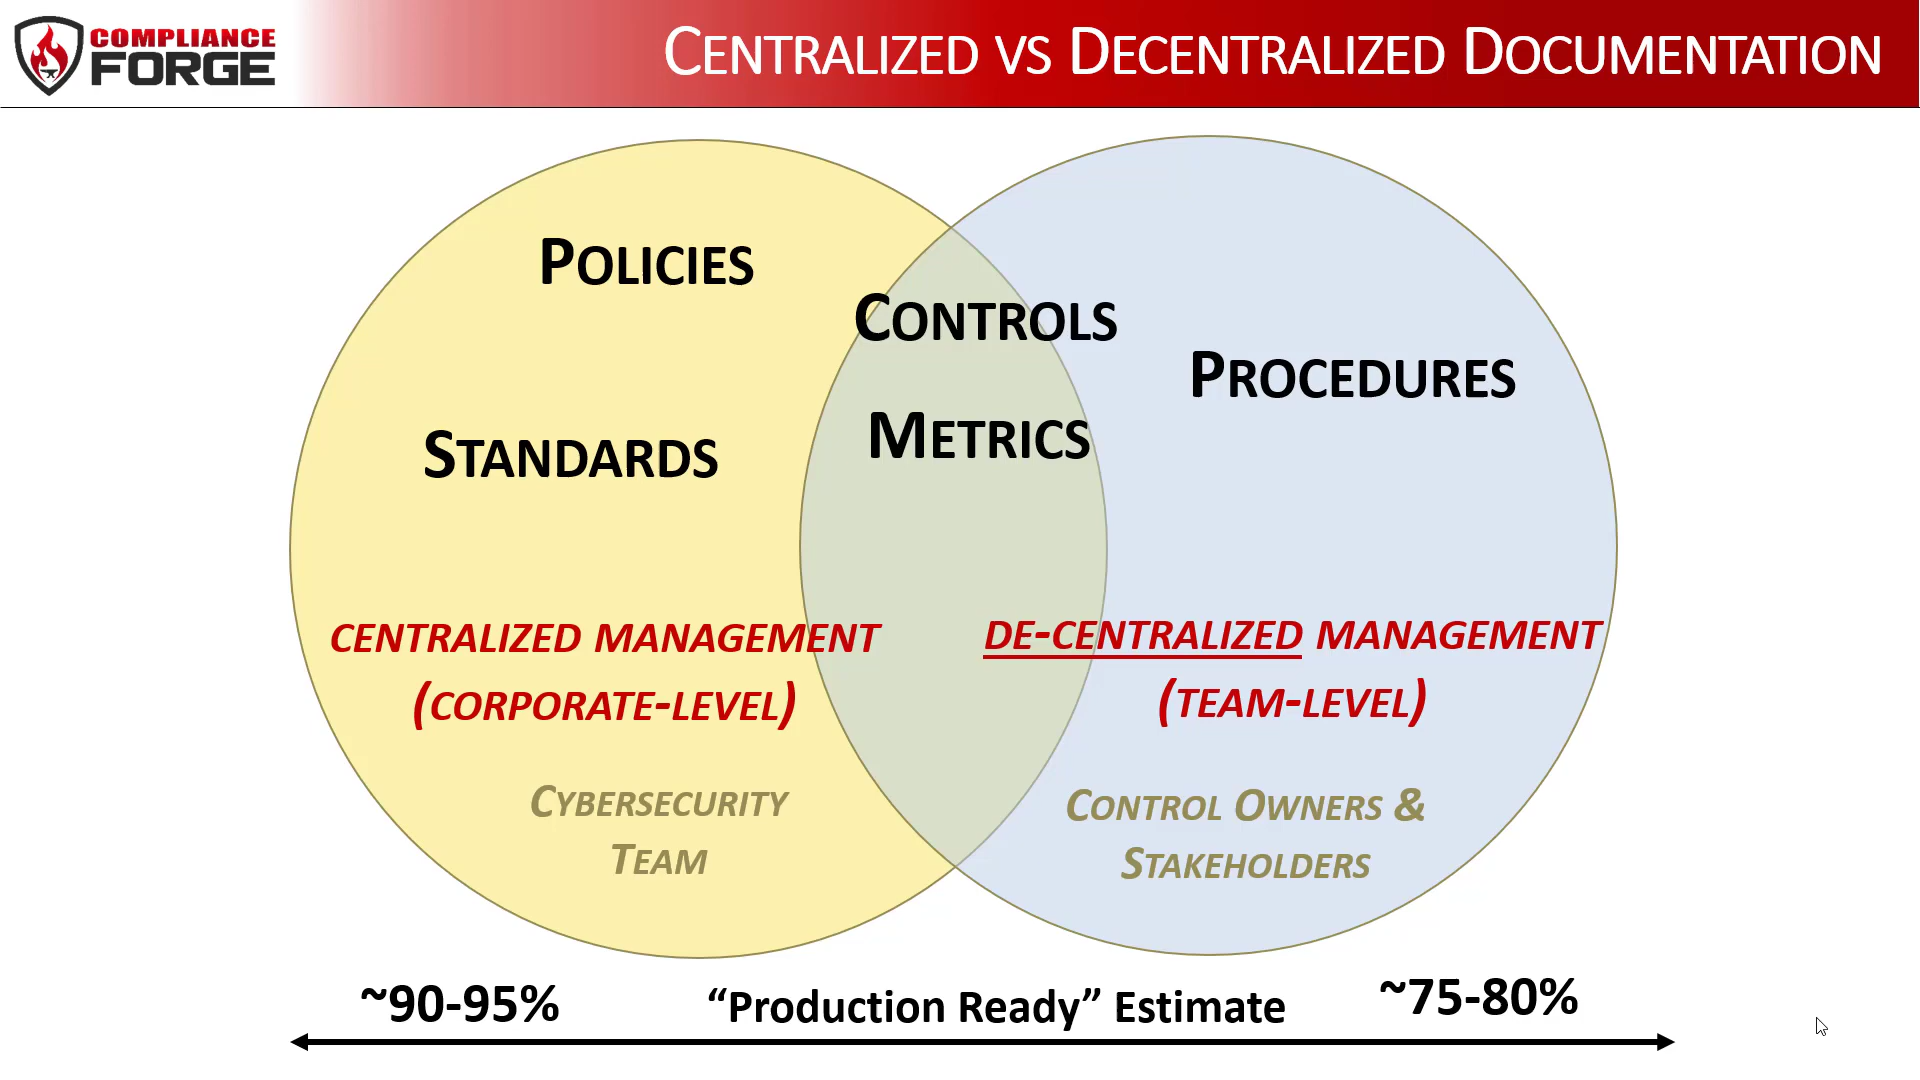 COMPLIANCE
FORGE
CENTRALIZED VS DECENTRALIZED DOCUMENTATION
POLICIES
STANDARDS
CONTROLS
METRICS
PROCEDURES
CENTRALIZED MANAGEMENT
(CORPORATE-LEVEL)
DE-CENTRALIZED MANAGEMENT
(TEAM-LEVEL)
CYBERSECURITY
TEAM
CONTROL OWNERS &
STAKEHOLDERS
~90-95%
“Production Ready” Estimate
~75-80%